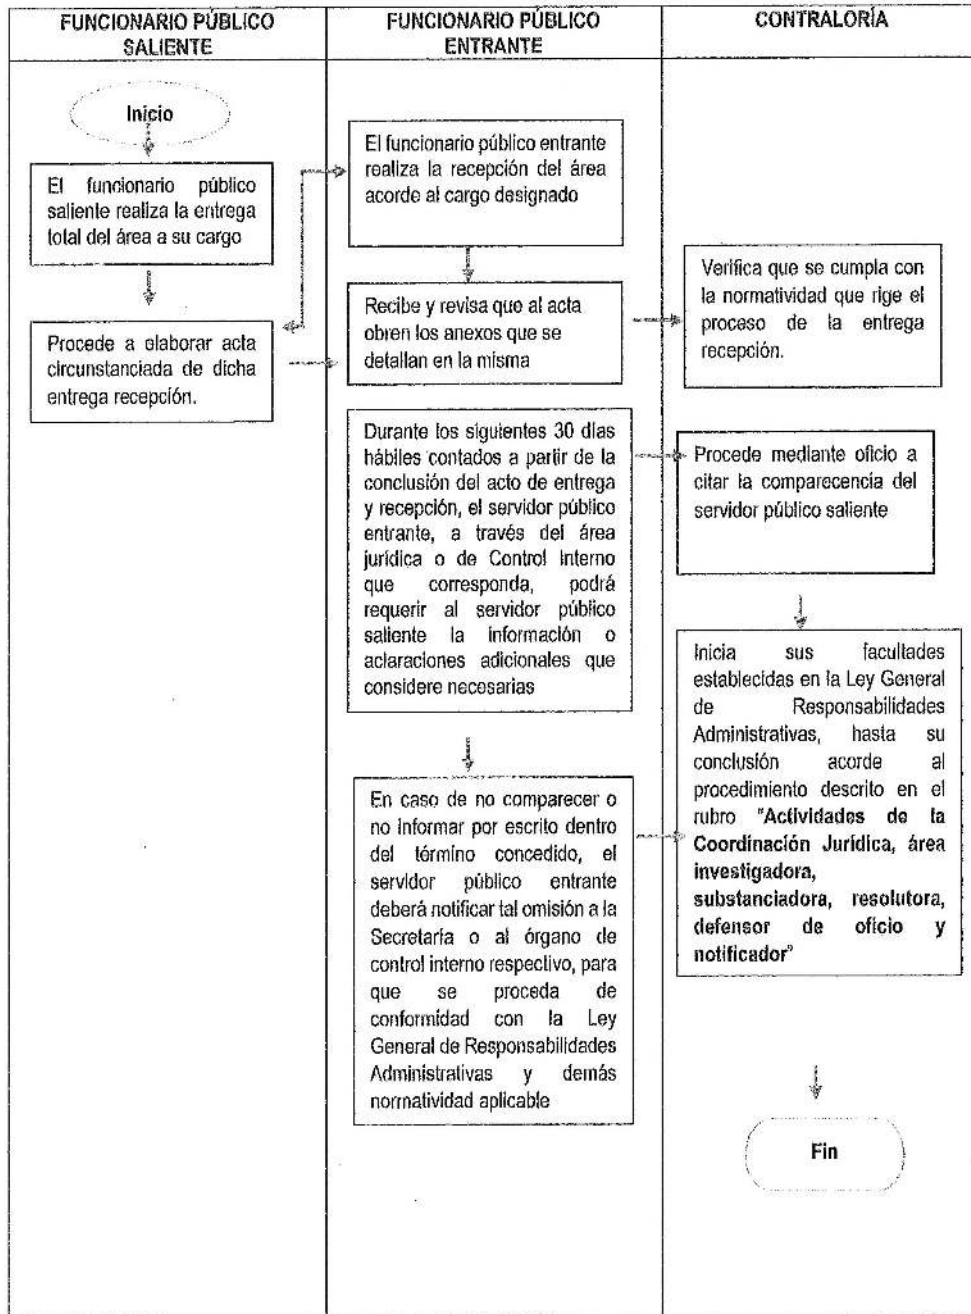 FUNCIONARIO PÚBLICO
SALIENTE
FUNCIONARIO PÚBLICO
ENTRANTE
CONTRALORÍA
Inicio
El funcionario público
saliente realiza la entrega
total del área a su cargo
Procede a elaborar acta
circunstanciada de dicha
entrega recepción.
El funcionario público entrante
realiza la recepción del área
acorde al cargo designado
Recibe y revisa que al acta
obren los anexos que se
detallan en la misma
Durante los siguientes 30 días
hábiles contados a partir de la
conclusión del acto de entrega
y recepción, el servidor público
entrante, a través del área
jurídica o de Control Interno
que corresponda, podrá
requerir al servidor público
saliente la información o
aclaraciones adicionales que
considere necesarias
En caso de no comparecer o
no informar por escrito dentro
del término concedido, el
servidor público entrante
deberá notificar tal omisión a la
Secretaría o al órgano de
control interno respectivo, para
que se proceda de
conformidad con la Ley
General de Responsabilidades
Administrativas y demás
normatividad aplicable
Verifica que se cumpla con
la normatividad que rige el
proceso de la entrega
recepción.
Procede mediante oficio a
citar la comparecencia del
servidor público saliente
Inicia sus facultades
establecidas en la Ley General
de Responsabilidades
Administrativas, hasta su
conclusión acorde al
procedimiento descrito en el
rubro "Actividades de la
Coordinación Jurídica, área
investigadora,
substanciadora, resolutora,
defensor de oficio y
notificador"
Fin